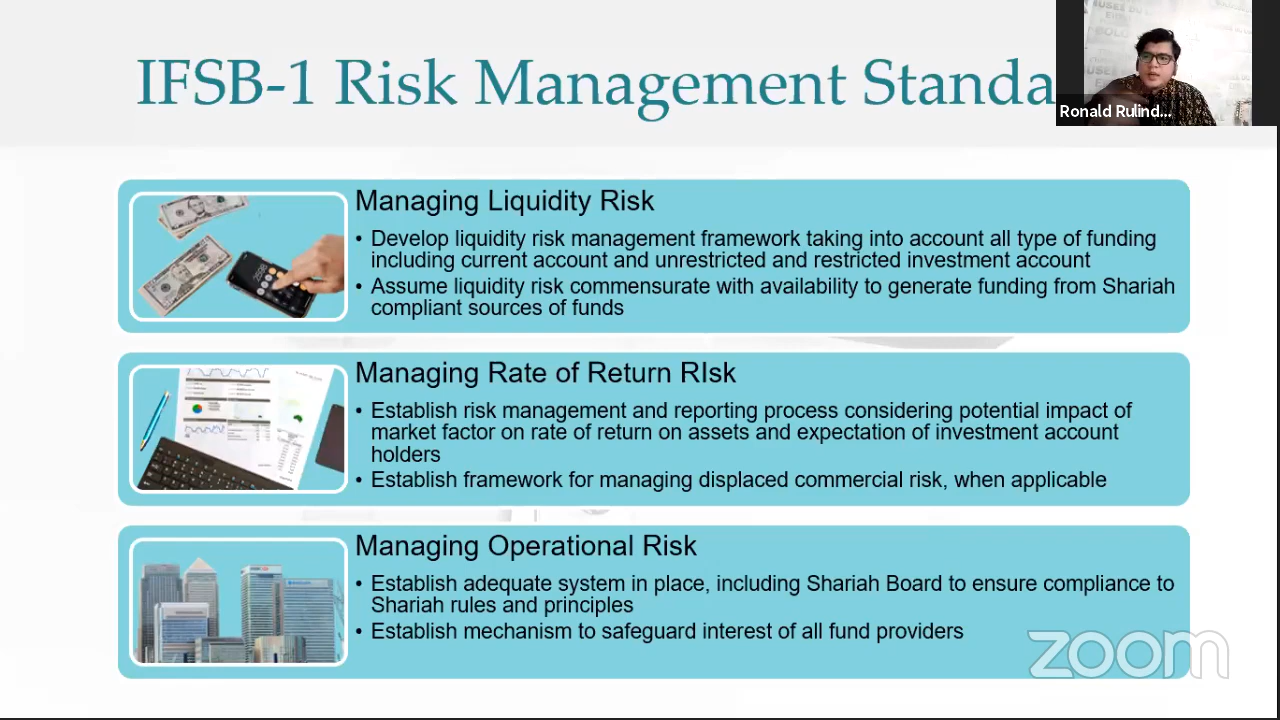 IFSB-1 Risk Management Standa
Ronald Rulind...
Managing Liquidity Risk
• Develop liquidity risk management framework taking into account all type of funding
including current account and unrestricted and restricted investment account
• Assume liquidity risk commensurate with availability to generate funding from Shariah
compliant sources of funds
Managing Rate of Return RIsk
• Establish risk management and reporting process considering potential impact of
market factor on rate of return on assets and expectation of investment account
holders
• Establish framework for managing displaced commercial risk, when applicable
Managing Operational Risk
• Establish adequate system in place, including Shariah Board to ensure compliance to
Shariah rules and principles
• Establish mechanism to safeguard interest of all fund providers
zoom